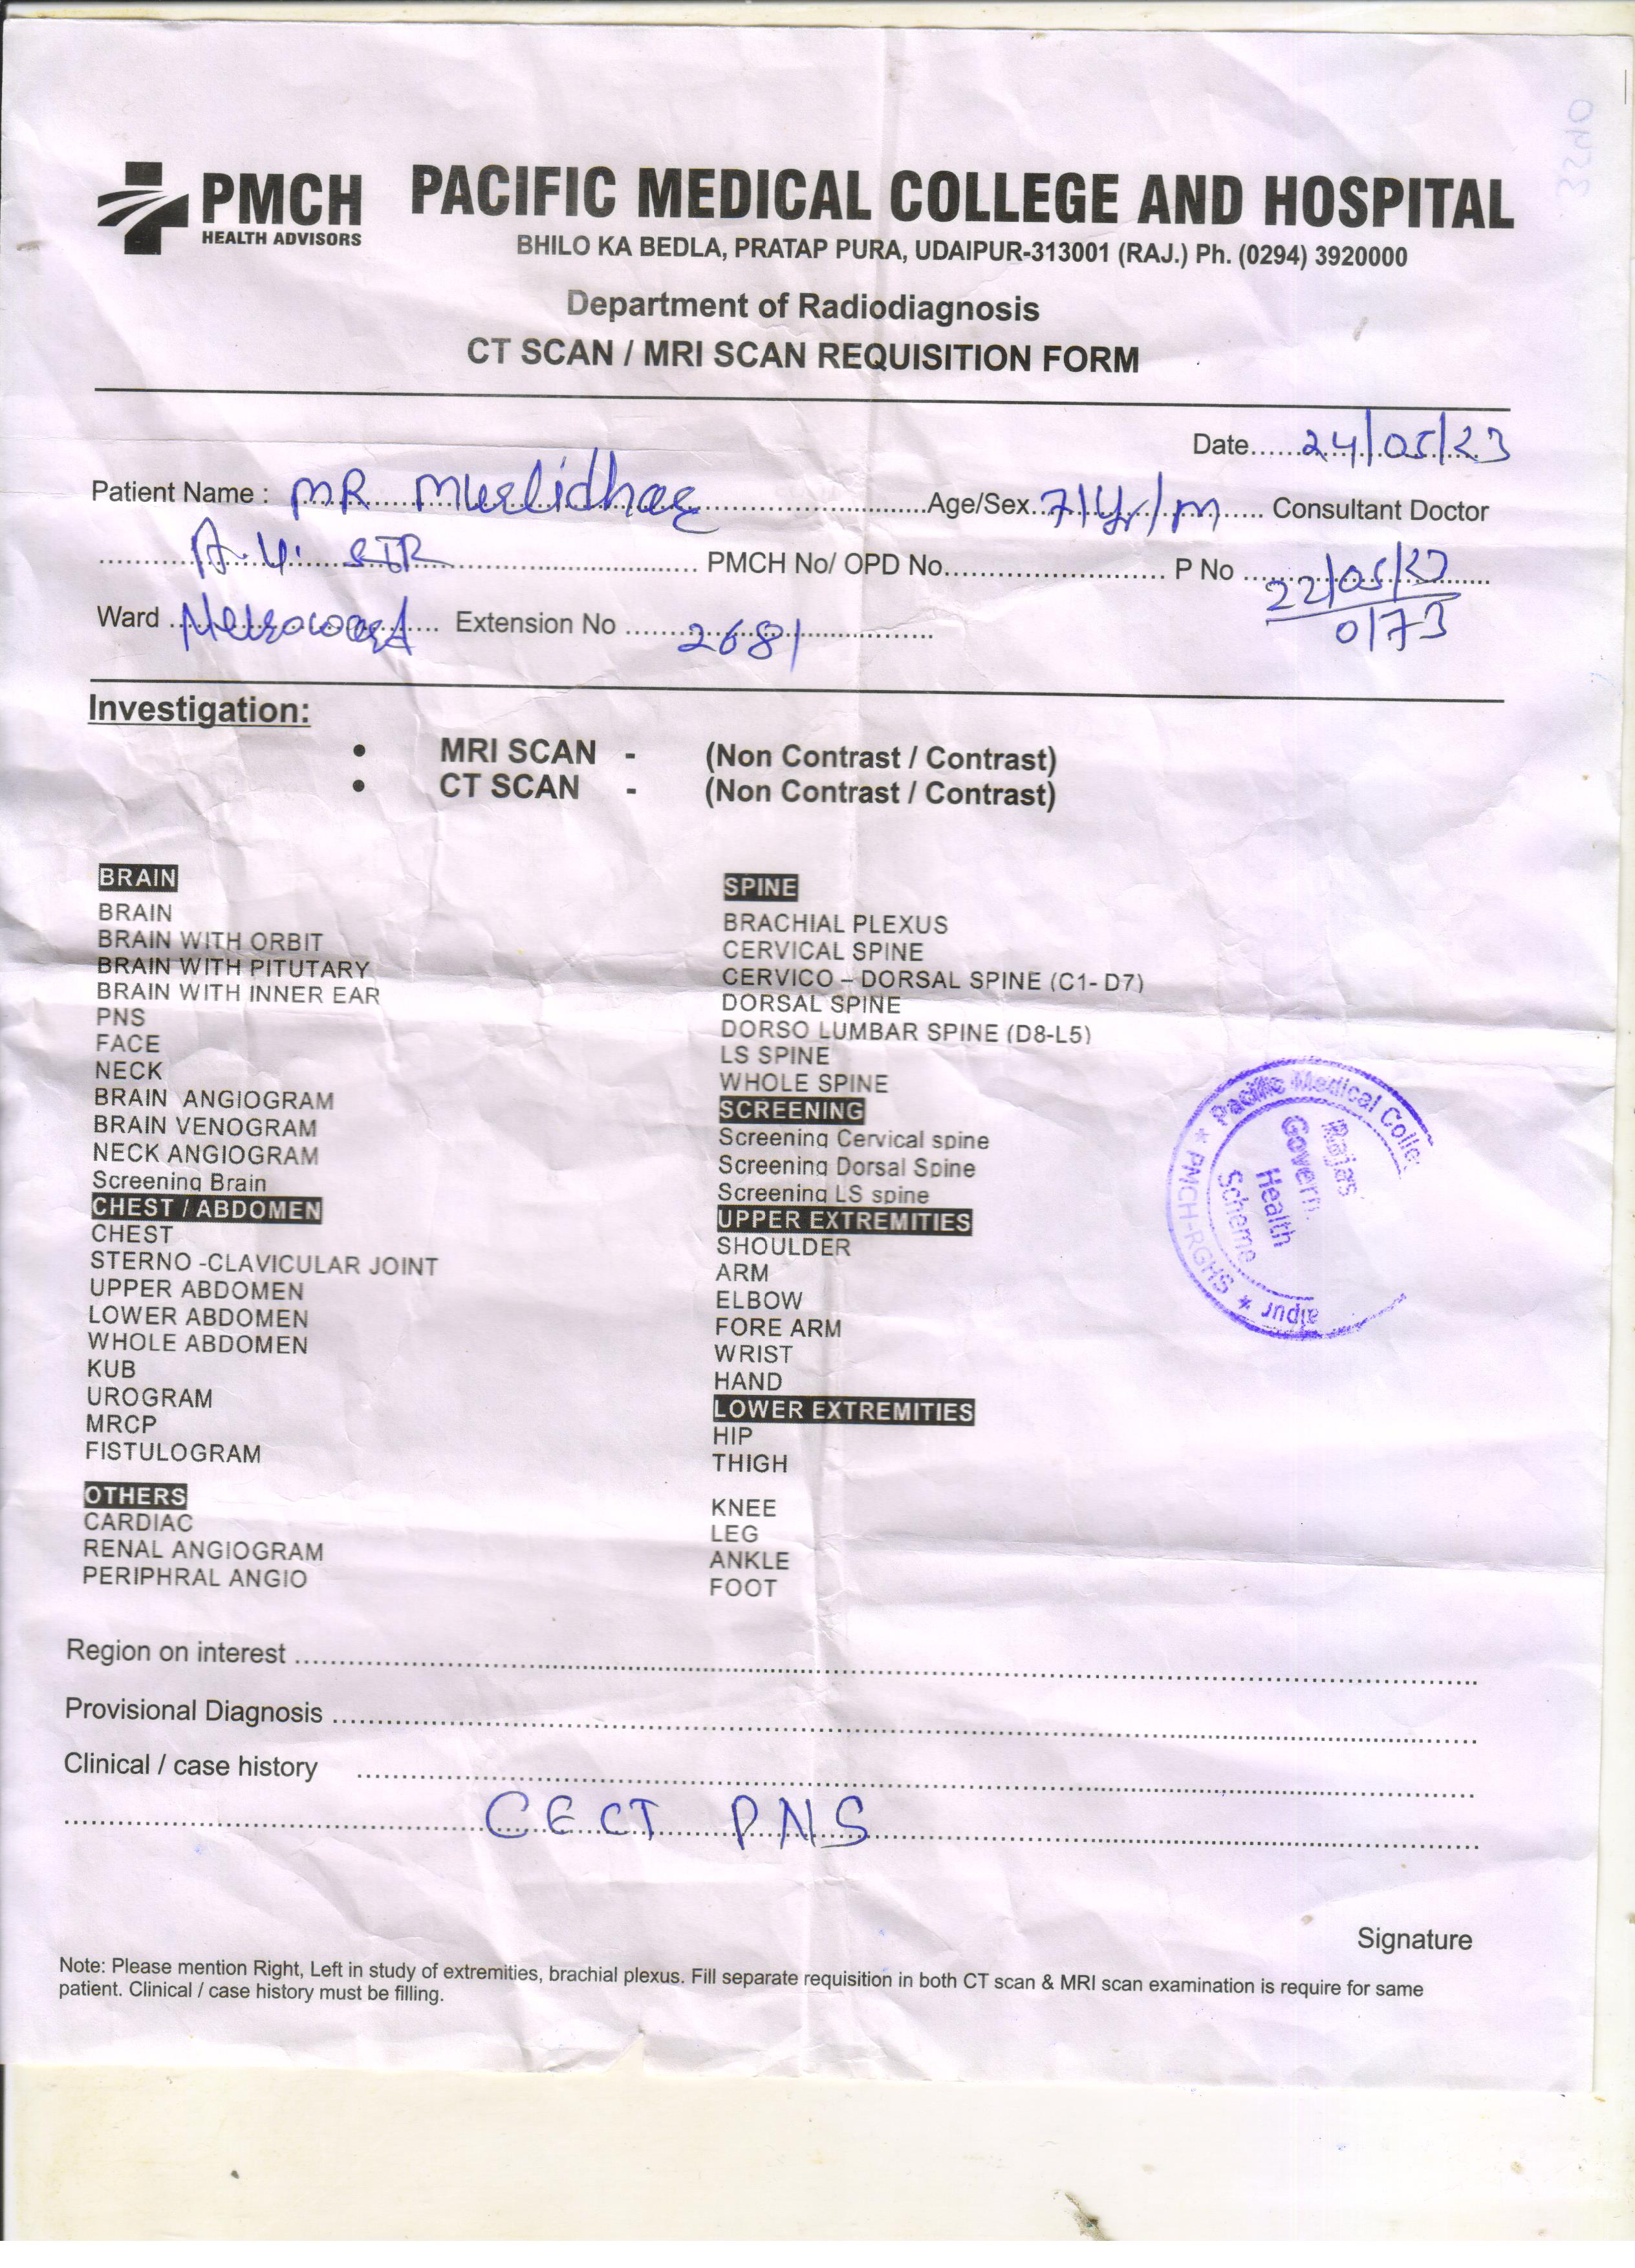 PMCH
HEALTH ADVISORS
PACIFIC MEDICAL COLLEGE AND HOSPITAL
BHILO KA BEDLA, PRATAP PURA, UDAIPUR-313001 (RAJ.) Ph. (0294) 3920000
Department of Radiodiagnosis
CT SCAN / MRI SCAN REQUISITION FORM
Date......24/05/23
Patient Name : MR Murlidhar Age/Sex 71Yr/M Consultant Doctor
SIR PMCH No/ OPD No. P No 22/05/23
0173
Ward Neuroward Extension No 2681
Investigation:
• MRI SCAN - (Non Contrast / Contrast)
• CT SCAN - (Non Contrast / Contrast)
BRAIN
BRAIN
BRAIN WITH ORBIT
BRAIN WITH PITUTARY
BRAIN WITH INNER EAR
PNS
FACE
NECK
BRAIN ANGIOGRAM
BRAIN VENOGRAM
NECK ANGIOGRAM
Screening Brain
CHEST / ABDOMEN
CHEST
STERNO -CLAVICULAR JOINT
UPPER ABDOMEN
LOWER ABDOMEN
WHOLE ABDOMEN
KUB
UROGRAM
MRCP
FISTULOGRAM
OTHERS
CARDIAC
RENAL ANGIOGRAM
PERIPHRAL ANGIO
SPINE
BRACHIAL PLEXUS
CERVICAL SPINE
CERVICO – DORSAL SPINE (C1- D7)
DORSAL SPINE
DORSO LUMBAR SPINE (D8-L5)
LS SPINE
WHOLE SPINE
SCREENING
Screening Cervical spine
Screening Dorsal Spine
Screening LS spine
UPPER EXTREMITIES
SHOULDER
ARM
ELBOW
FORE ARM
WRIST
HAND
LOWER EXTREMITIES
HIP
THIGH
KNEE
LEG
ANKLE
FOOT
Pacific Medical Colle
Rajas
Govern.
Health
Scheme
* PMCH-RGHS *
aipur
Region on interest
Provisional Diagnosis
Clinical / case history
CECT PNS
Signature
Note: Please mention Right, Left in study of extremities, brachial plexus. Fill separate requisition in both CT scan & MRI scan examination is require for same
patient. Clinical / case history must be filling.